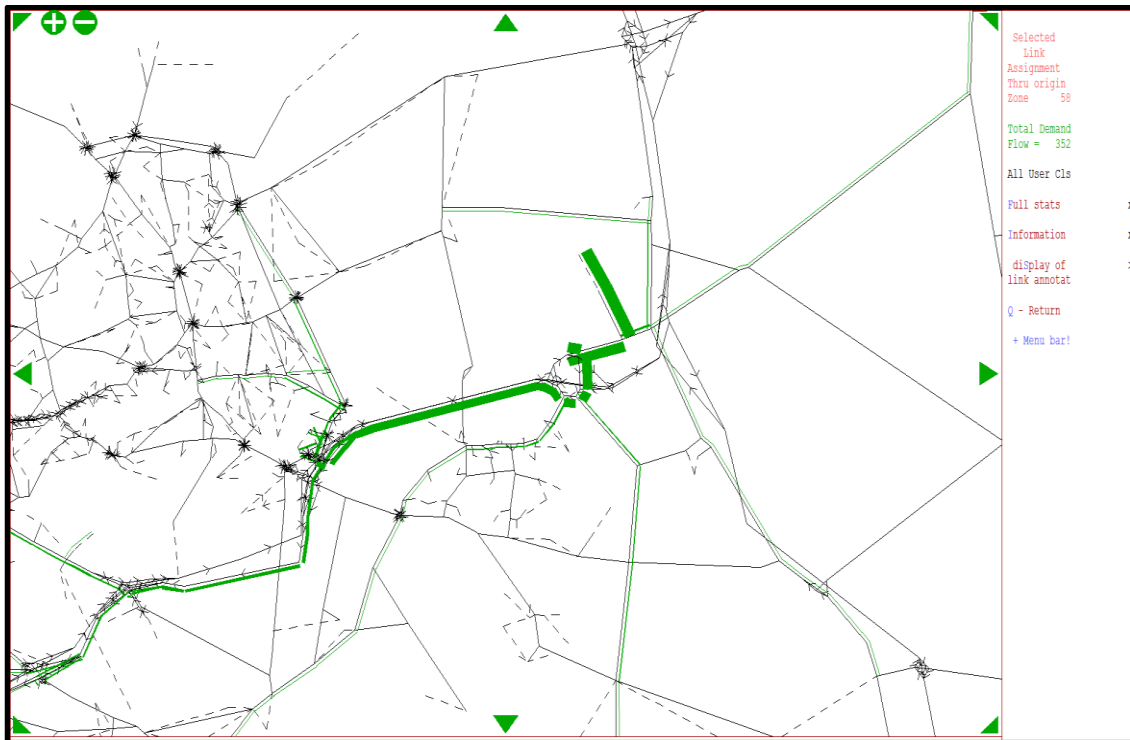 Selected
Link
Assignment
Thru origin
Zone 58
Total Demand
Flow = 352
All User Cls
Full stats
Information
diSplay of
link annotat
Q - Return
+ Menu bar!